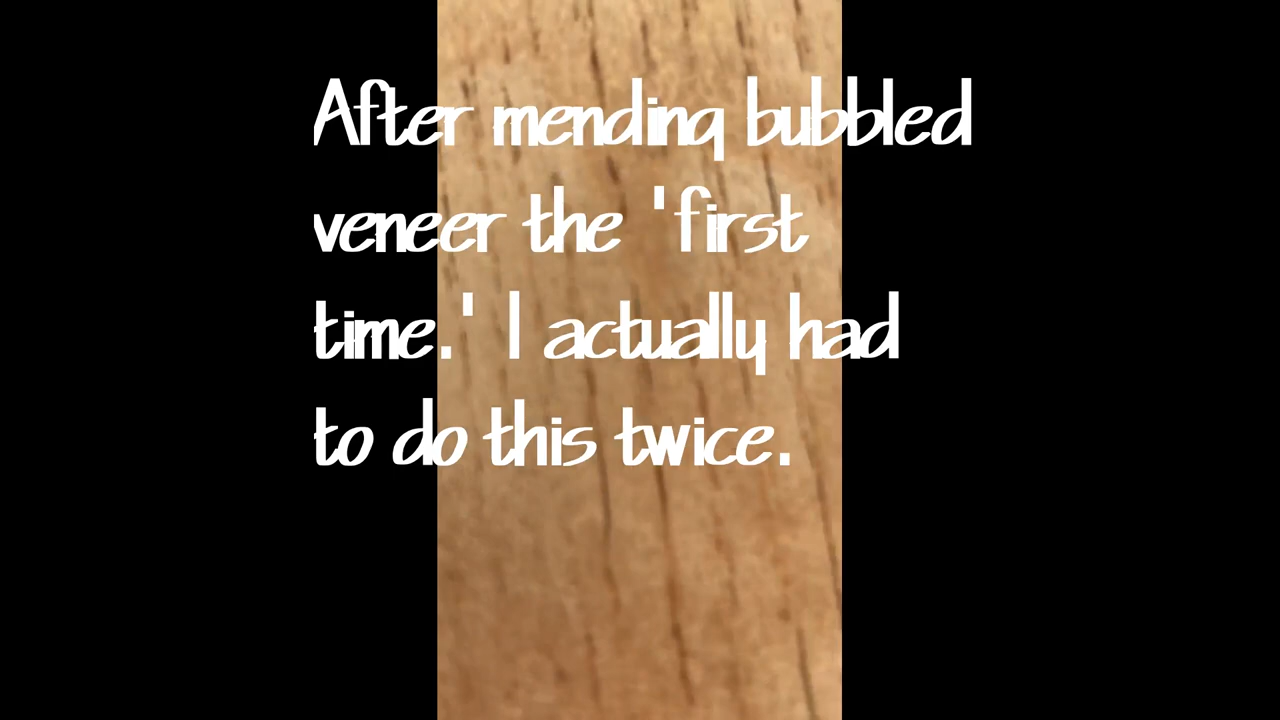 After mending bubbled
veneer the 'first
time.' I actually had
to do this twice.